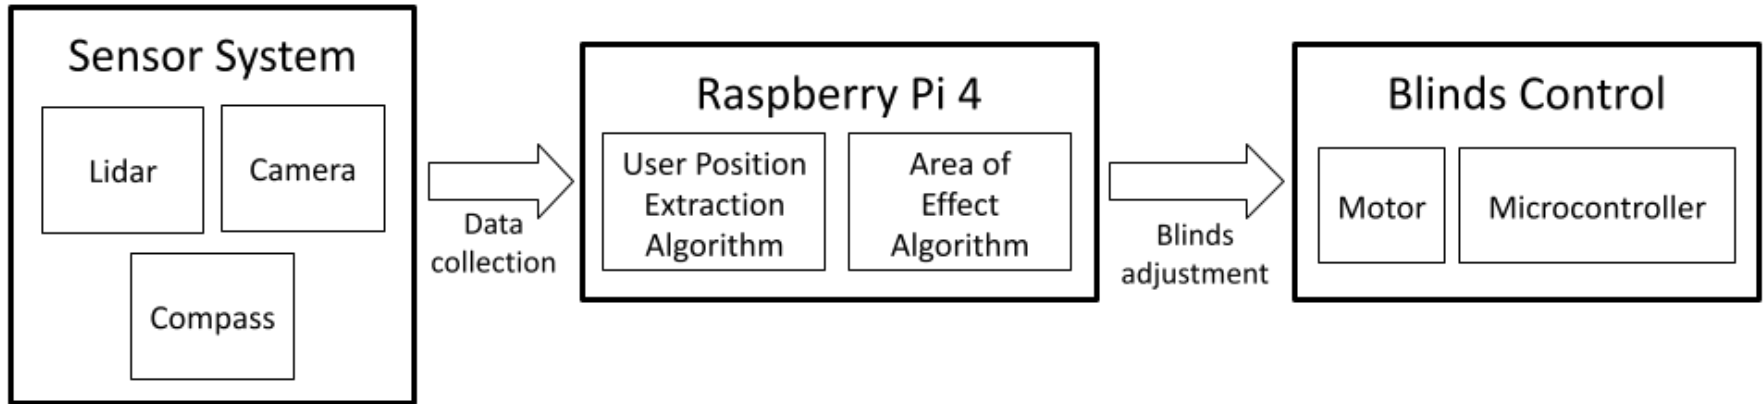 Sensor System
Lidar
Camera
Compass
Data
collection
Raspberry Pi 4
User Position
Extraction
Algorithm
Area of
Effect
Algorithm
Blinds
adjustment
Blinds Control
Motor
Microcontroller